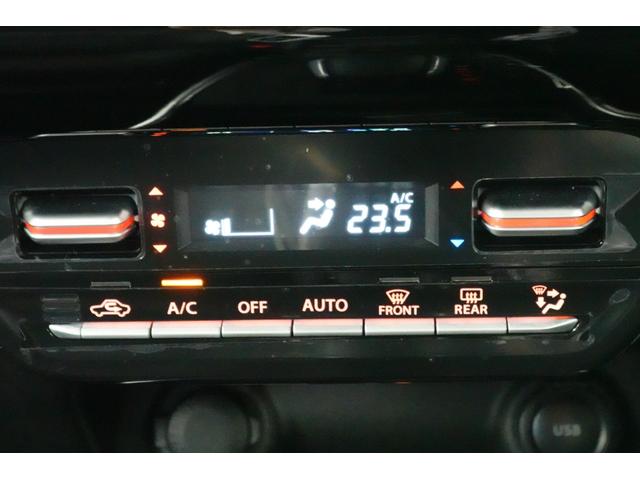 A/C
23.5
A/C OFF AUTO FRONT REAR
USB